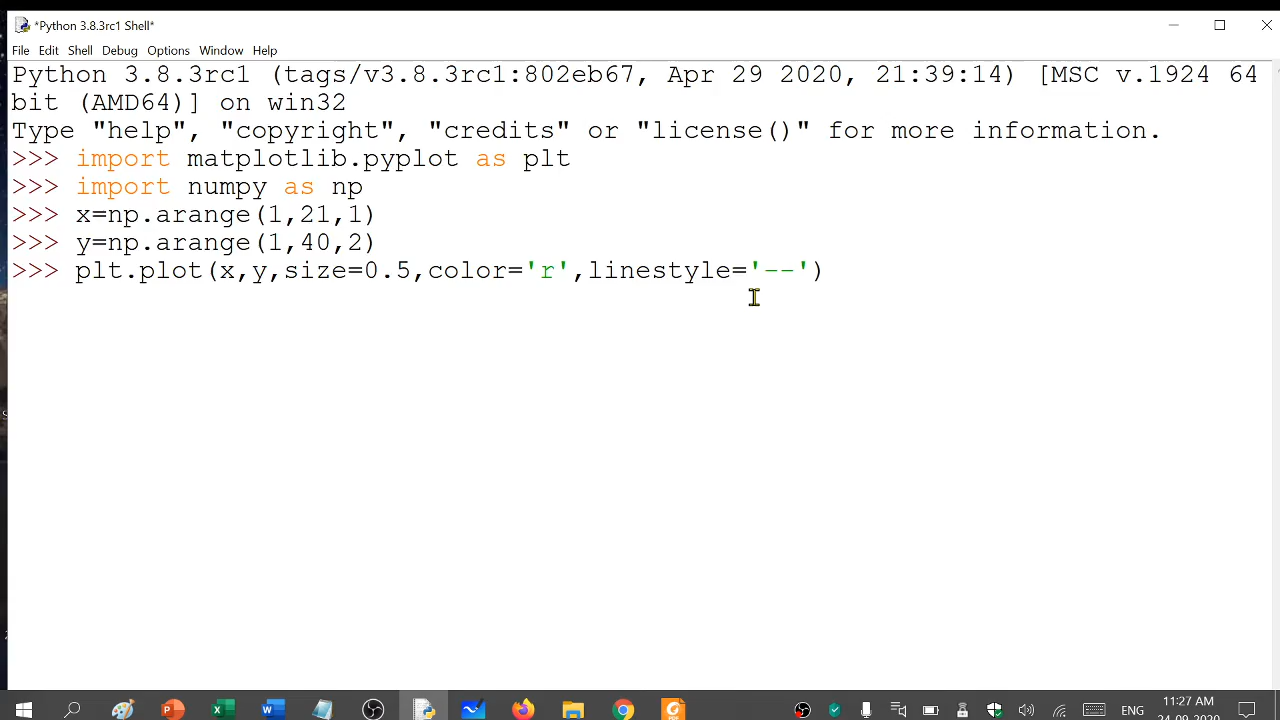 *Python 3.8.3rc1 Shell*
File Edit Shell Debug Options Window Help
Python 3.8.3rc1 (tags/v3.8.3rc1:802eb67, Apr 29 2020, 21:39:14) [MSC v.1924 64
bit (AMD64)] on win32
Type "help", "copyright", "credits" or "license()" for more information.
>>> import matplotlib.pyplot as plt
>>> import numpy as np
>>> x=np.arange(1,21,1)
>>> y=np.arange(1,40,2)
>>> plt.plot(x,y,size=0.5,color='r',linestyle='--')
ENG
11:27 AM
24-09-2020